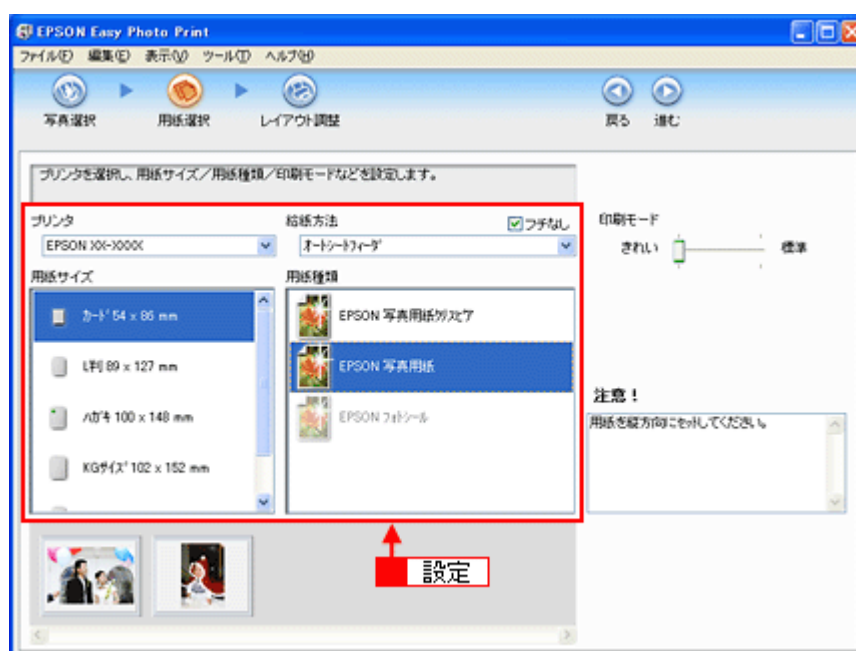 EPSON Easy Photo Print
ファイル(F) 編集(E) 表示(V) ツール(T) ヘルプ(H)
写真選択 用紙選択 レイアウト調整 戻る 進む
プリンタを選択し、用紙サイズ/用紙種類/印刷モードなどを設定します。
プリンタ 給紙方法 フチなし 印刷モード
EPSON XX-XXXX オートシートフィーダ きれい 標準
用紙サイズ 用紙種類
カード 54 x 86 mm
L判 89 x 127 mm
ハガキ 100 x 148 mm
KGサイズ 102 x 152 mm
EPSON 写真用紙クリスピア
EPSON 写真用紙
EPSON フォトシール
注意!
用紙を縦方向にセットしてください。
設定